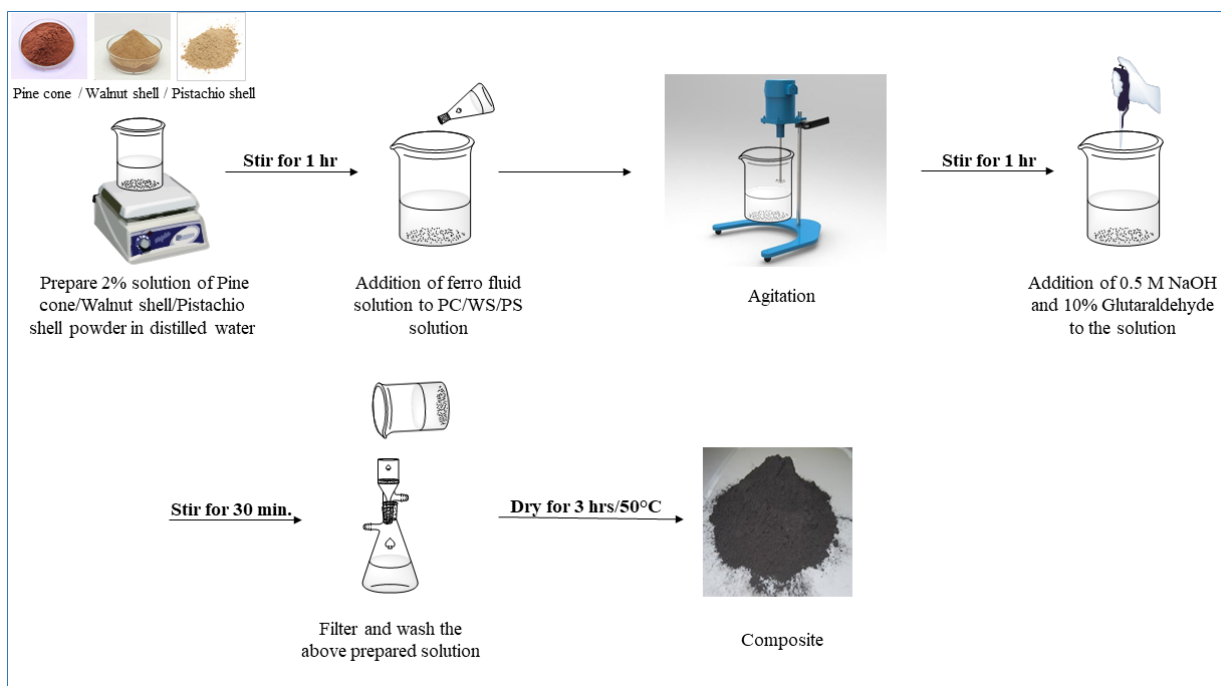 Pine cone / Walnut shell / Pistachio shell
Stir for 1 hr
Stir for 1 hr
Prepare 2% solution of Pine
cone/Walnut shell/Pistachio
shell powder in distilled water
Addition of ferro fluid
solution to PC/WS/PS
solution
Agitation
Addition of 0.5 M NaOH
and 10% Glutaraldehyde
to the solution
Stir for 30 min.
Dry for 3 hrs/50°C
Filter and wash the
above prepared solution
Composite